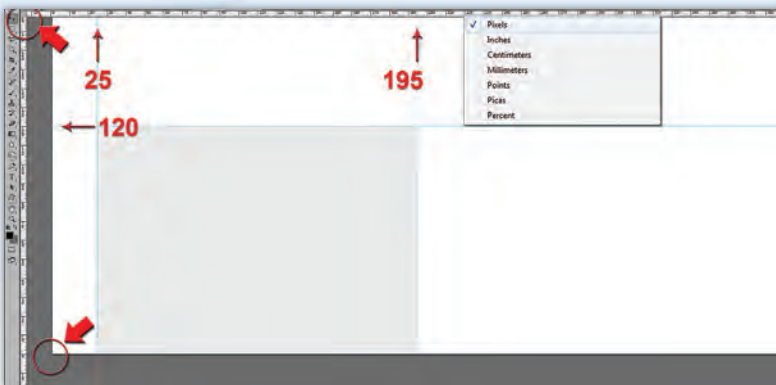 Pixels
Inches
Centimeters
Millimeters
Points
Picas
Percent
25
195
120